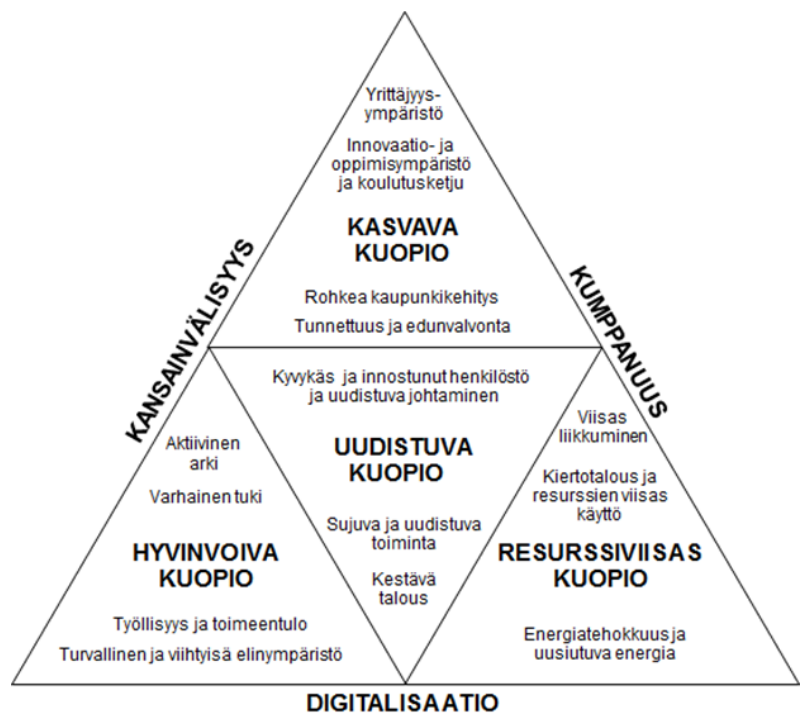 Yrittäjyys-
ympäristö
Innovaatio- ja
oppimisympäristö
ja koulutusketju
KASVAVA
KUOPIO
Rohkea kaupunkikehitys
Tunnettuus ja edunvalvonta
KANSAINVÄLISYYS
KUMPPANUUS
Kyvykäs ja innostunut henkilöstö
ja uudistuva johtaminen
UUDISTUVA
KUOPIO
Sujuva ja uudistuva
toiminta
Kestävä
talous
Aktiivinen
arki
Varhainen tuki
HYVINVOIVA
KUOPIO
Työllisyys ja toimeentulo
Turvallinen ja viihtyisä elinympäristö
Viisas
liikkuminen
Kiertotalous ja
resurssien viisas
käyttö
RESURSSIVIISAS
KUOPIO
Energiatehokkuus ja
uusiutuva energia
DIGITALISAATIO